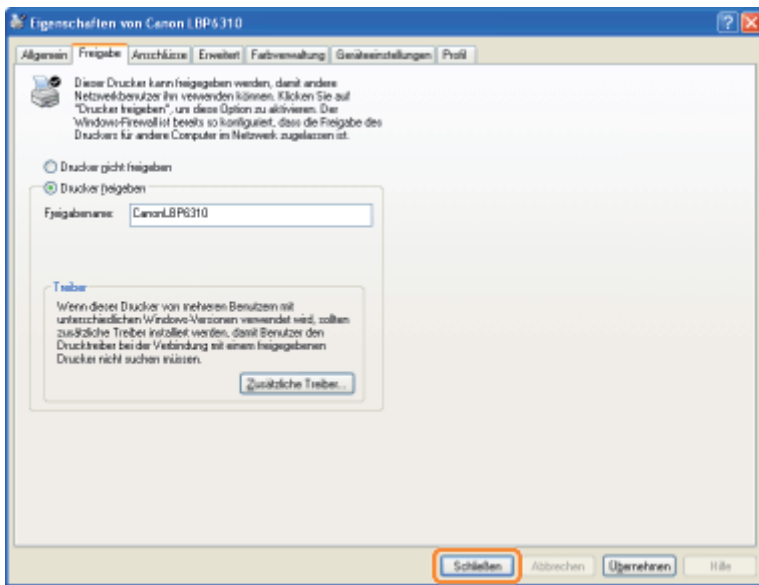 Eigenschaften von Canon LBP6310
Allgemein Freigabe Anschlüsse Erweitert Farbverwaltung Geräteeinstellungen Profil
Dieser Drucker kann freigegeben werden, damit andere
Netzwerkbenutzer ihn verwenden können. Klicken Sie auf
"Drucker freigeben", um diese Option zu aktivieren. Der
Windows-Firewall ist bereits so konfiguriert, dass die Freigabe des
Druckers für andere Computer im Netzwerk zugelassen ist.
Drucker nicht freigeben
Drucker freigeben
Freigabename: CanonLBP6310
Treiber
Wenn dieser Drucker von mehreren Benutzern mit
unterschiedlichen Windows-Versionen verwendet wird, sollten
zusätzliche Treiber installiert werden, damit Benutzer den
Drucktreiber bei der Verbindung mit einem freigegebenen
Drucker nicht suchen müssen.
Zusätzliche Treiber...
Schließen Abbrechen Übernehmen Hilfe